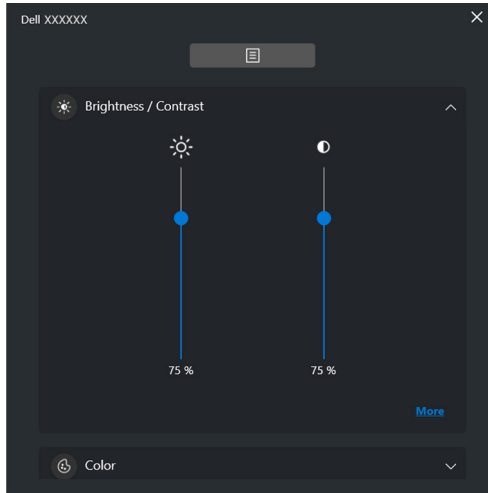 Dell XXXXXX
Brightness / Contrast
75 % 75 %
More
Color